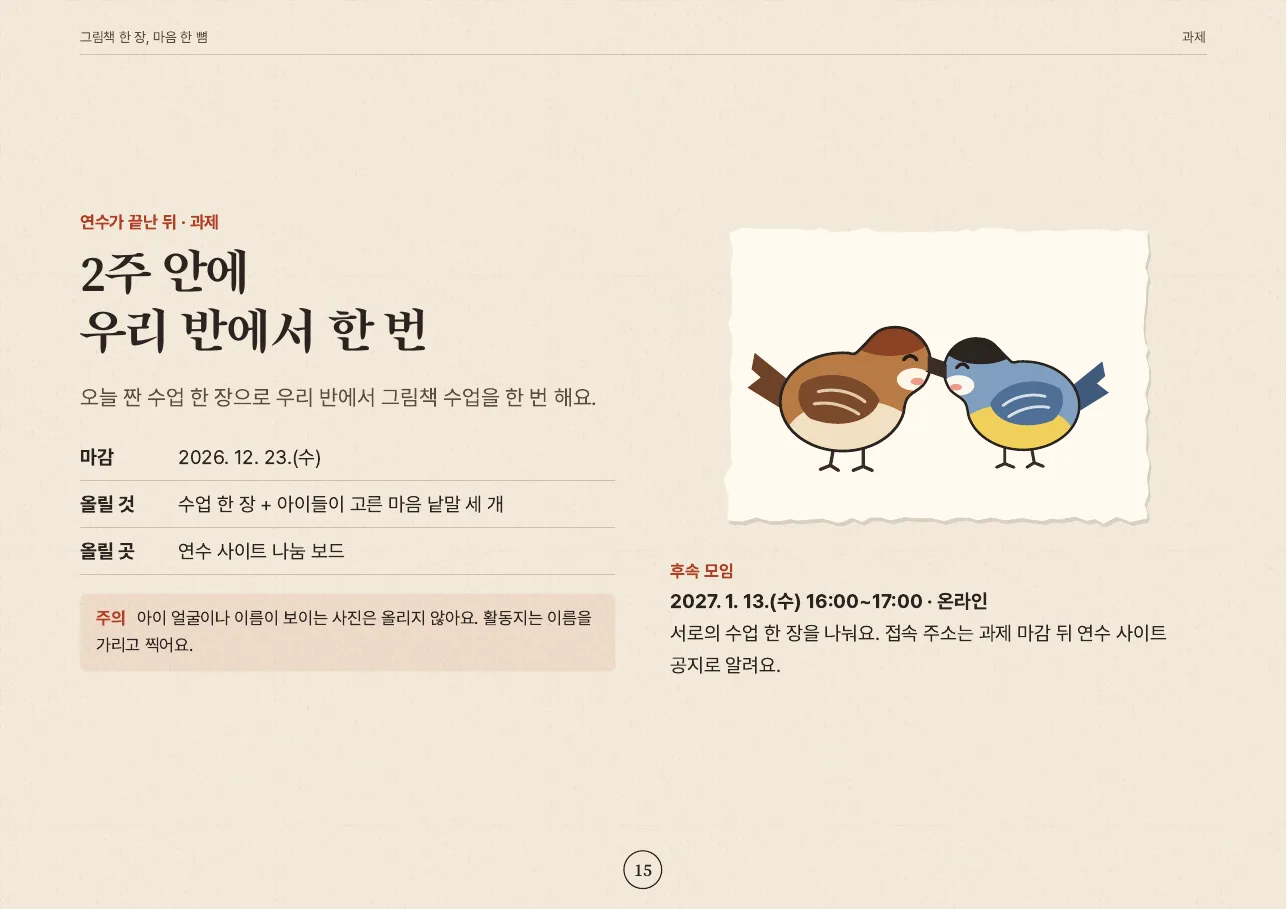 그림책 한 장, 마음 한 뼘
과제
연수가 끝난 뒤 · 과제
2주 안에
우리 반에서 한 번
오늘 짠 수업 한 장으로 우리 반에서 그림책 수업을 한 번 해요.
마감 2026. 12. 23.(수)
올릴 것 수업 한 장 + 아이들이 고른 마음 낱말 세 개
올릴 곳 연수 사이트 나눔 보드
주의 아이 얼굴이나 이름이 보이는 사진은 올리지 않아요. 활동지는 이름을
가리고 찍어요.
후속 모임
2027. 1. 13.(수) 16:00~17:00 · 온라인
서로의 수업 한 장을 나눠요. 접속 주소는 과제 마감 뒤 연수 사이트
공지로 알려요.
15